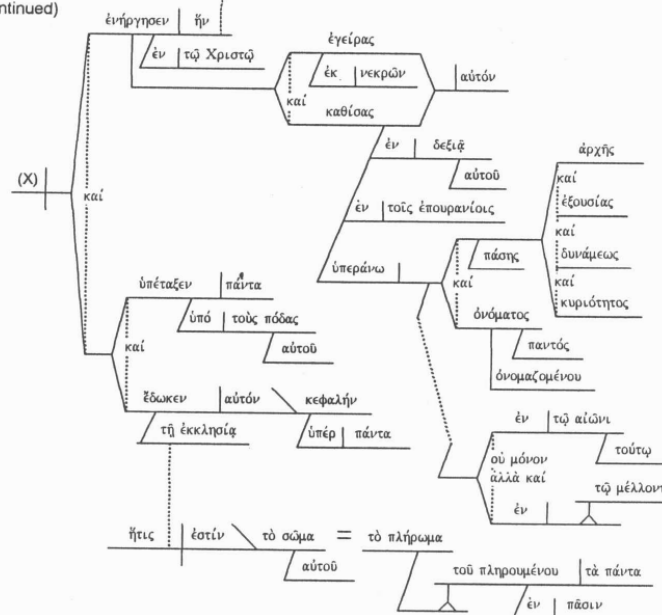 ntinued)
ἐνήργησεν ἥν
ἐν τῷ Χριστῷ
ἐγείρας
ἐκ νεκρῶν αὐτόν
καί
καθίσας
ἐν δεξιᾷ
αὐτοῦ
ἀρχῆς
καί
ἐξουσίας
καί
(X)
καί
ἐν τοῖς ἐπουρανίοις
ὑπεράνω
πάσης
δυνάμεως
καί
καί
κυριότητος
ὑπέταξεν πάντα
ὑπό τοὺς πόδας
αὐτοῦ
ὀνόματος
παντός
ὀνομαζομένου
καί
ἔδωκεν αὐτόν κεφαλήν
τῇ ἐκκλησίᾳ
ὑπέρ πάντα
ἐν τῷ αἰῶνι
τούτῳ
οὐ μόνον
ἀλλὰ καί
τῷ μέλλοντ
ἐν
ἥτις ἐστίν τὸ σῶμα = τὸ πλήρωμα
αὐτοῦ
τοῦ πληρουμένου τὰ πάντα
ἐν πᾶσιν